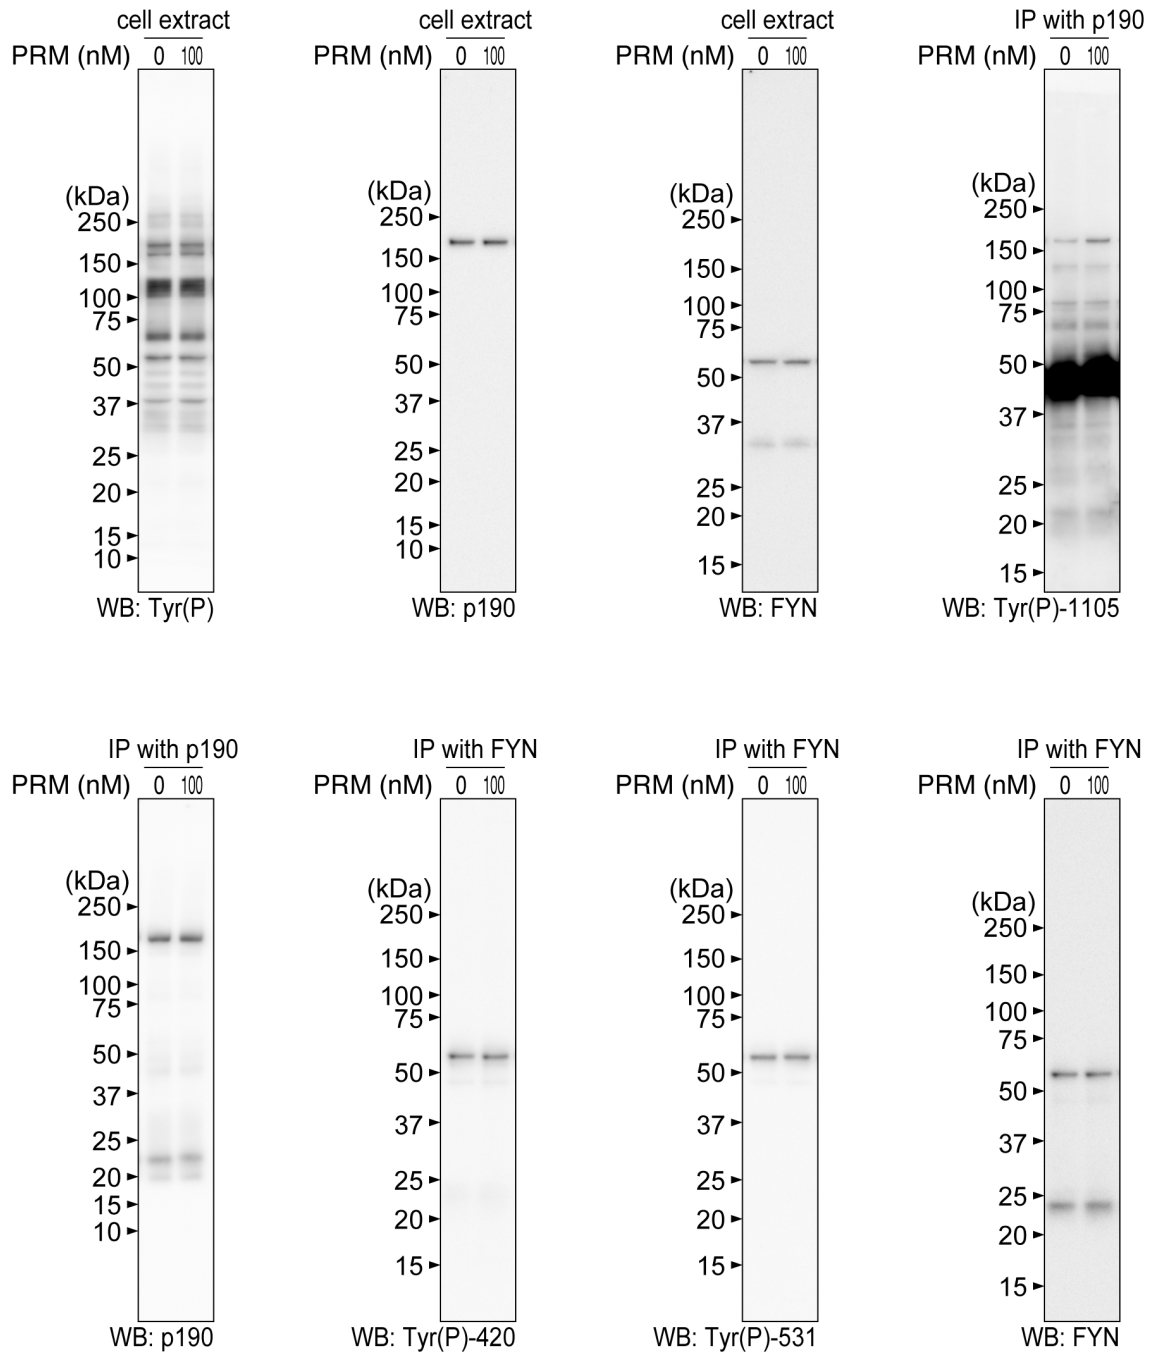 cell extract
PRM (nM) 0 100
(kDa)
250
150
100
75
50
37
25
20
15
10
WB: Tyr(P)
cell extract
PRM (nM) 0 100
(kDa)
250
150
100
75
50
37
25
20
15
10
WB: p190
cell extract
PRM (nM) 0 100
(kDa)
250
150
100
75
50
37
25
20
15
WB: FYN
IP with p190
PRM (nM) 0 100
(kDa)
250
150
100
75
50
37
25
20
15
WB: Tyr(P)-1105
IP with p190
PRM (nM) 0 100
(kDa)
250
150
100
75
50
37
25
20
15
10
WB: p190
IP with FYN
PRM (nM) 0 100
(kDa)
250
150
100
75
50
37
25
20
15
WB: Tyr(P)-420
IP with FYN
PRM (nM) 0 100
(kDa)
250
150
100
75
50
37
25
20
15
WB: Tyr(P)-531
IP with FYN
PRM (nM) 0 100
(kDa)
250
150
100
75
50
37
25
20
15
WB: FYN